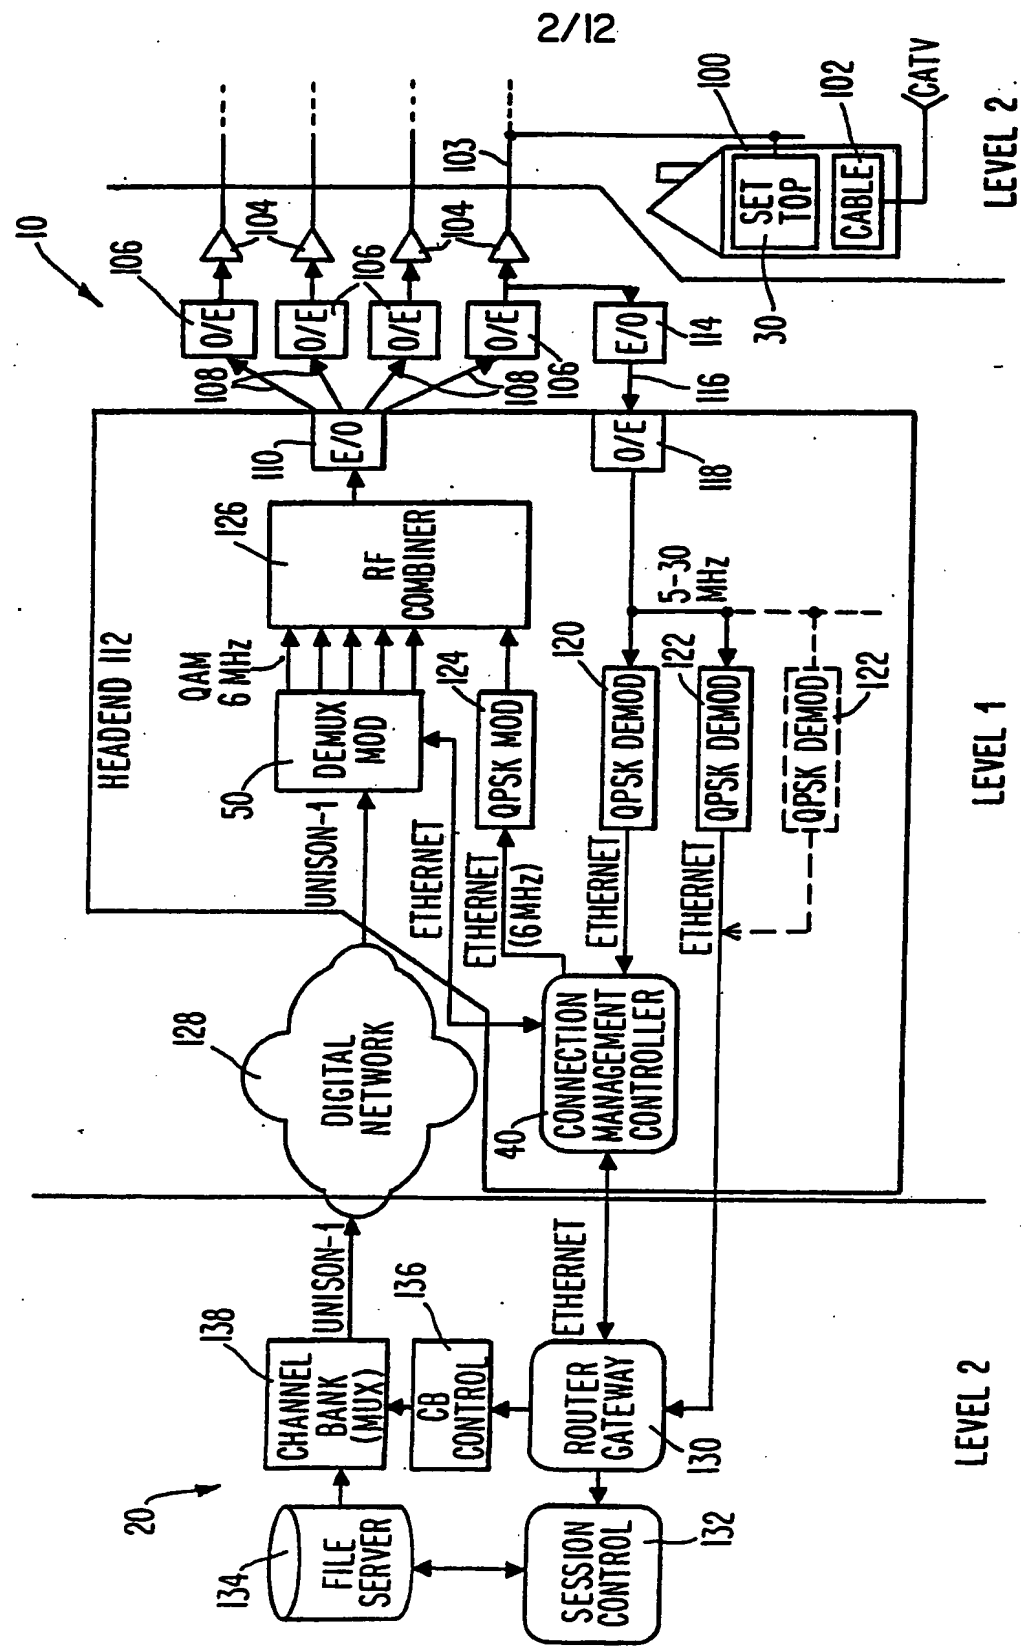 2/12
10
106
O/E
O/E
106
O/E
O/E
106
104
104
103
108
108
110
E/O
E/O
114
116
O/E
118
100
SET
TOP
30
102
CABLE
CATV
LEVEL 2
HEADEND 112
QAM
6 MHz
126
RF
COMBINER
50
DEMUX
MOD
124
QPSK MOD
120
QPSK DEMOD
5-30
MHz
122
QPSK DEMOD
QPSK DEMOD
122
UNISON-1
ETHERNET
ETHERNET
(6MHz)
ETHERNET
ETHERNET
128
DIGITAL
NETWORK
40
CONNECTION
MANAGEMENT
CONTROLLER
LEVEL 1
20
134
FILE
SERVER
138
CHANNEL
BANK
(MUX)
UNISON-1
136
CB
CONTROL
ETHERNET
ROUTER
GATEWAY
130
SESSION
CONTROL
132
LEVEL 2